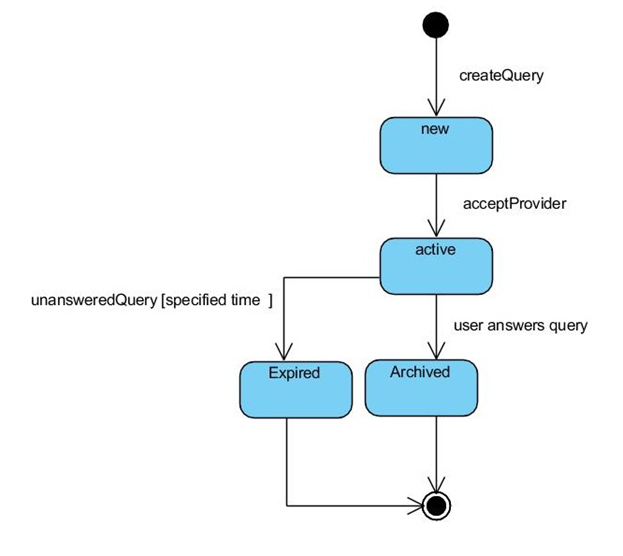 createQuery
new
acceptProvider
active
unansweredQuery [specified time  ]
user answers query
Expired
Archived